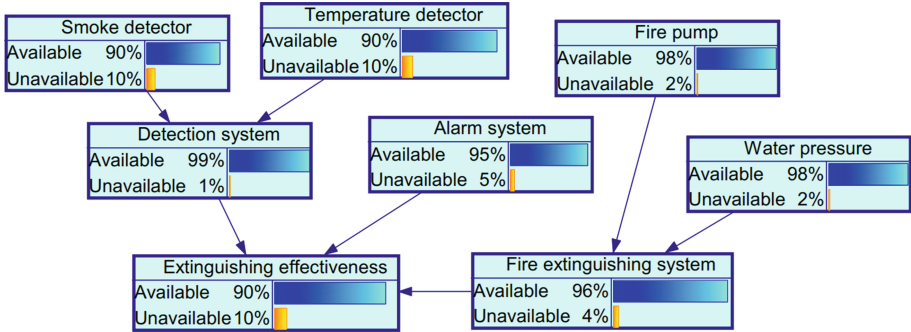 Smoke detector
Available 90%
Unavailable 10%
Temperature detector
Available 90%
Unavailable 10%
Fire pump
Available 98%
Unavailable 2%
Detection system
Available 99%
Unavailable 1%
Alarm system
Available 95%
Unavailable 5%
Water pressure
Available 98%
Unavailable 2%
Extinguishing effectiveness
Available 90%
Unavailable 10%
Fire extinguishing system
Available 96%
Unavailable 4%